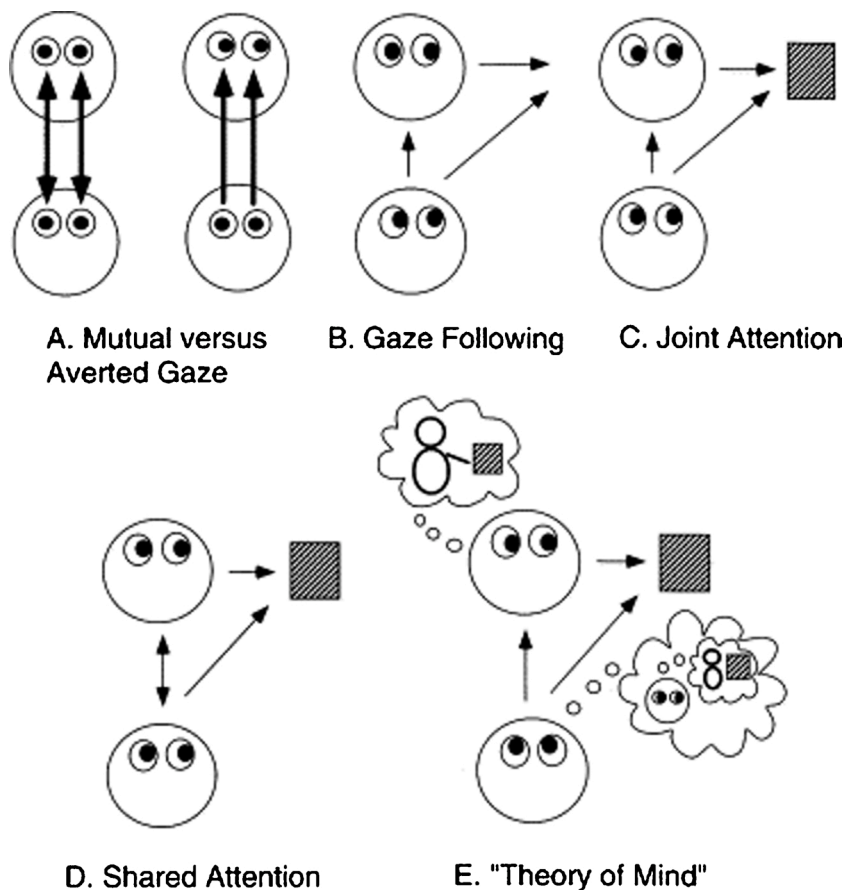 A. Mutual versus
Averted Gaze
B. Gaze Following
C. Joint Attention
D. Shared Attention
E. "Theory of Mind"